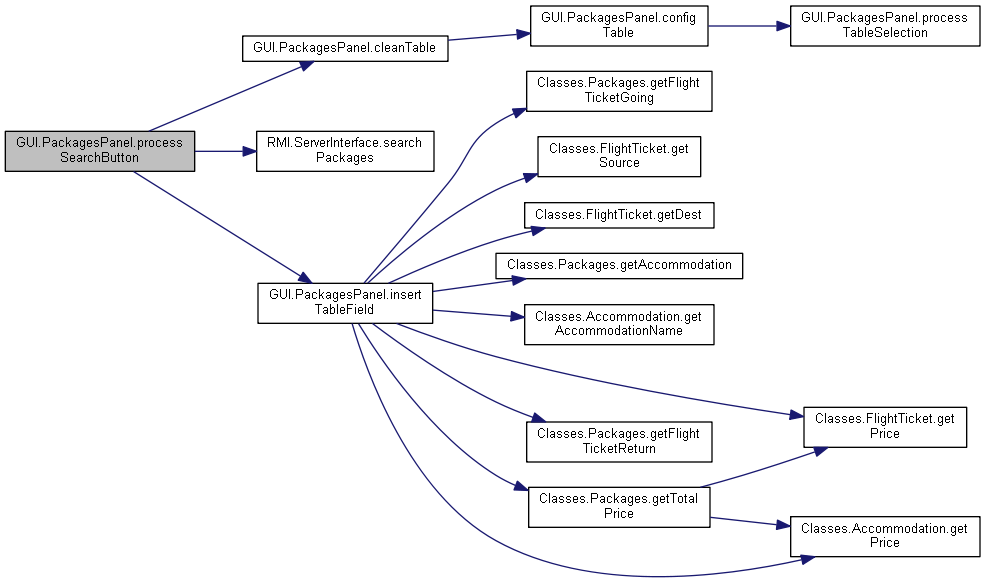 GUI.PackagesPanel.process
SearchButton
GUI.PackagesPanel.cleanTable
GUI.PackagesPanel.config
Table
GUI.PackagesPanel.process
TableSelection
RMI.ServerInterface.search
Packages
GUI.PackagesPanel.insert
TableField
Classes.Packages.getFlight
TicketGoing
Classes.FlightTicket.get
Source
Classes.FlightTicket.getDest
Classes.Packages.getAccommodation
Classes.Accommodation.get
AccommodationName
Classes.FlightTicket.get
Price
Classes.Packages.getFlight
TicketReturn
Classes.Packages.getTotal
Price
Classes.Accommodation.get
Price